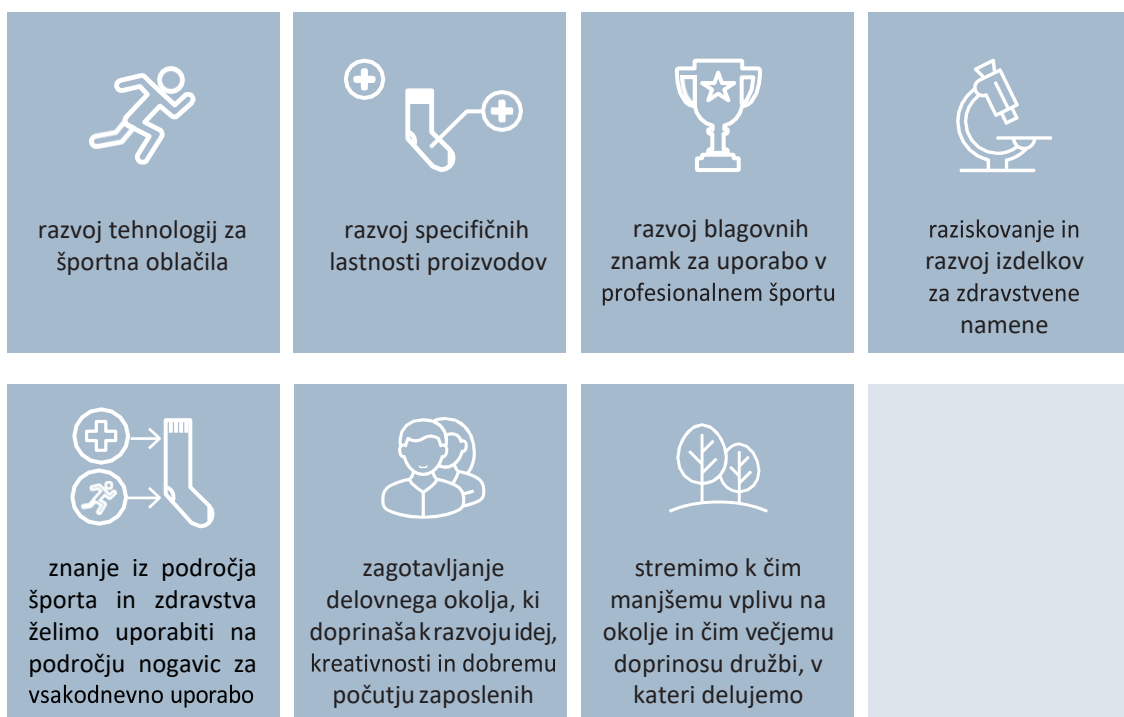 razvoj tehnologij za
športna oblačila
razvoj specifičnih
lastnosti proizvodov
razvoj blagovnih
znamk za uporabo v
profesionalnem športu
raziskovanje in
razvoj izdelkov
za zdravstvene
namene
znanje iz področja
športa in zdravstva
želimo uporabiti na
področju nogavic za
vsakodnevno uporabo
zagotavljanje
delovnega okolja, ki
doprinaša k razvoju idej,
kreativnosti in dobremu
počutju zaposlenih
stremimo k čim
manjšemu vplivu na
okolje in čim večjemu
doprinosu družbi, v
kateri delujemo